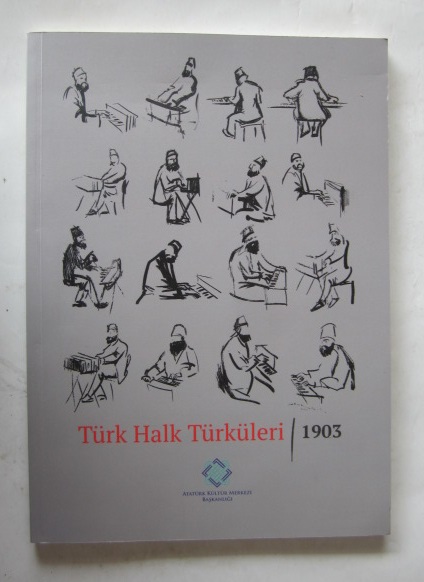 Türk Halk Türküleri | 1903
ATATÜRK KÜLTÜR MERKEZİ
BAŞKANLIĞI